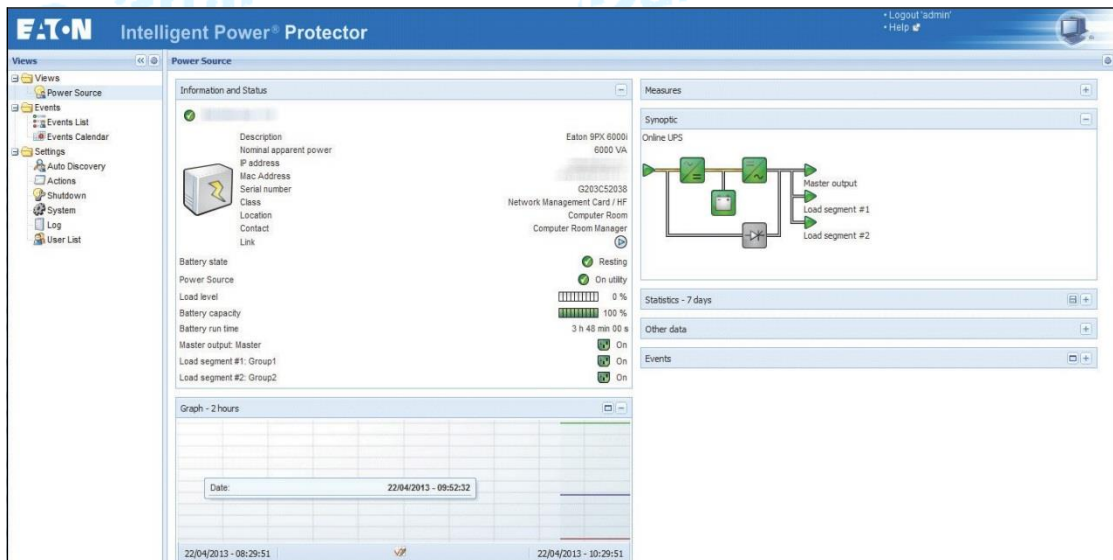 EATON Intelligent Power® Protector
• Logout 'admin'
• Help
Views
Views
Power Source
Events
Events List
Events Calendar
Settings
Auto Discovery
Actions
Shutdown
System
Log
User List
Power Source
Information and Status
Description Eaton 9PX 6000i
Nominal apparent power 6000 VA
IP address
Mac Address
Serial number G203C52038
Class Network Management Card / HF
Location Computer Room
Contact Computer Room Manager
Link
Battery state Resting
Power Source On utility
Load level 0 %
Battery capacity 100 %
Battery run time 3 h 48 min 00 s
Master output: Master On
Load segment #1: Group1 On
Load segment #2: Group2 On
Graph - 2 hours
Date: 22/04/2013 - 09:52:32
22/04/2013 - 08:29:51 22/04/2013 - 10:29:51
Measures
Synoptic
Online UPS
Master output
Load segment #1
Load segment #2
Statistics - 7 days
Other data
Events